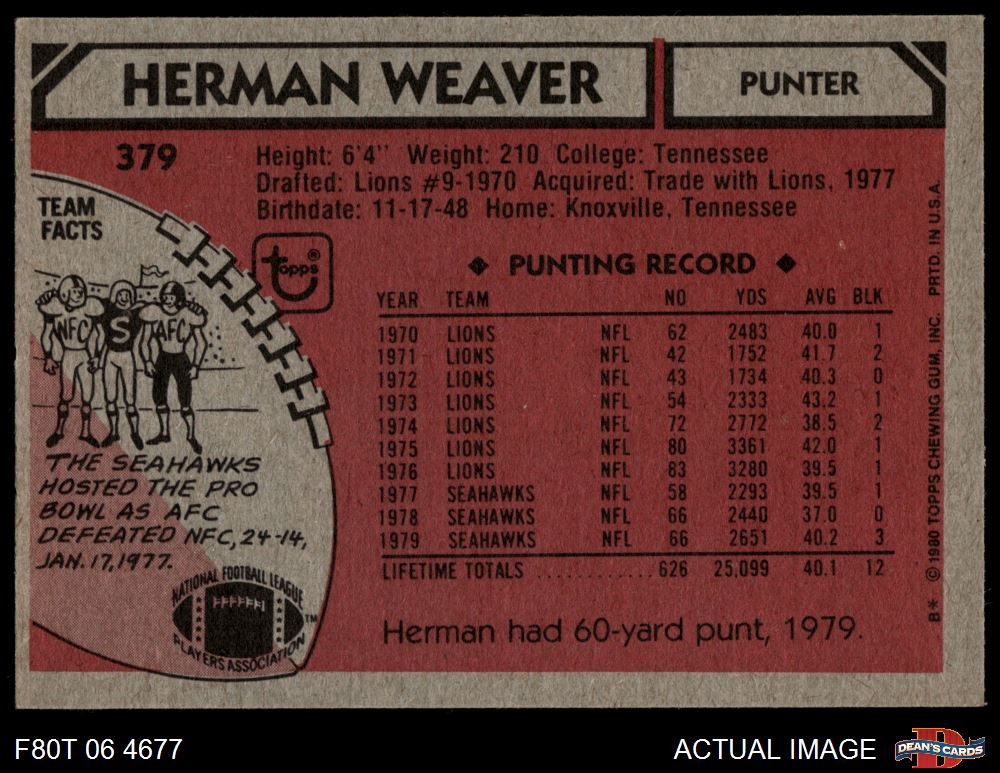 HERMAN WEAVER
PUNTER
379
Height: 6'4" Weight: 210 College: Tennessee
Drafted: Lions #9-1970 Acquired: Trade with Lions, 1977
Birthdate: 11-17-48 Home: Knoxville, Tennessee
TEAM
FACTS
topps®
NFC S AFC
THE SEAHAWKS
HOSTED THE PRO
BOWL AS AFC
DEFEATED NFC, 24-14,
JAN. 17, 1977.
NATIONAL FOOTBALL LEAGUE
PLAYERS ASSOCIATION ™
◆ PUNTING RECORD ◆
YEAR TEAM NO YDS AVG BLK
1970 LIONS NFL 62 2483 40.0 1
1971 LIONS NFL 42 1752 41.7 2
1972 LIONS NFL 43 1734 40.3 0
1973 LIONS NFL 54 2333 43.2 1
1974 LIONS NFL 72 2772 38.5 2
1975 LIONS NFL 80 3361 42.0 1
1976 LIONS NFL 83 3280 39.5 1
1977 SEAHAWKS NFL 58 2293 39.5 1
1978 SEAHAWKS NFL 66 2440 37.0 0
1979 SEAHAWKS NFL 66 2651 40.2 3
LIFETIME TOTALS ............ 626 25,099 40.1 12
Herman had 60-yard punt, 1979.
B* © 1980 TOPPS CHEWING GUM, INC. PRTD. IN U.S.A.
F80T 06 4677
ACTUAL IMAGE
D
DEAN'S CARDS